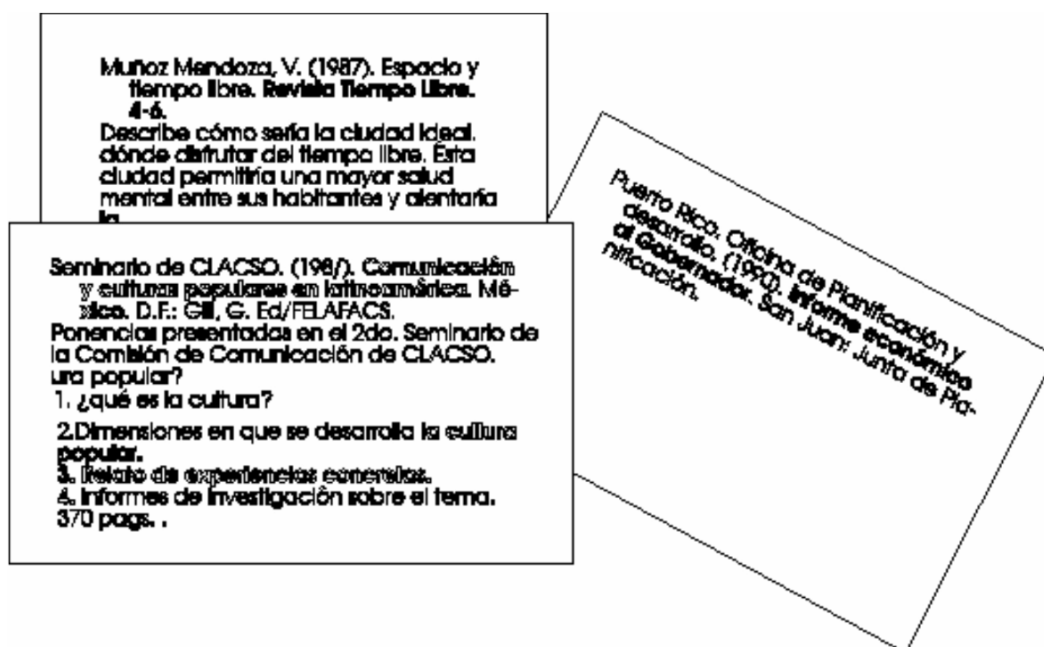 Muñoz Mendoza, V. (1987). Espacio y
tiempo libre. Revista Tiempo Libre.
4-6.
Describe cómo sería la ciudad ideal.
dónde disfrutar del tiempo libre. Esta
ciudad permitiría una mayor salud
mental entre sus habitantes y alentaría
la
Seminario de CLACSO. (198/). Comunicación
y culturas populares en latinoamérica. Mé-
xico. D.F.: Gili, G. Ed/FELAFACS.
Ponencias presentadas en el 2do. Seminario de
la Comisión de Comunicación de CLACSO.
ura popular?
1. ¿qué es la cultura?
2.Dimensiones en que se desarrolla la cultura
popular.
3. Relato de experiencias concretas.
4. Informes de investigación sobre el tema.
370 pags. .
Puerto Rico. Oficina de Planificación y
desarrollo. (1990). Informe económico
al Gobernador. San Juan: Junta de Pla-
nificación.